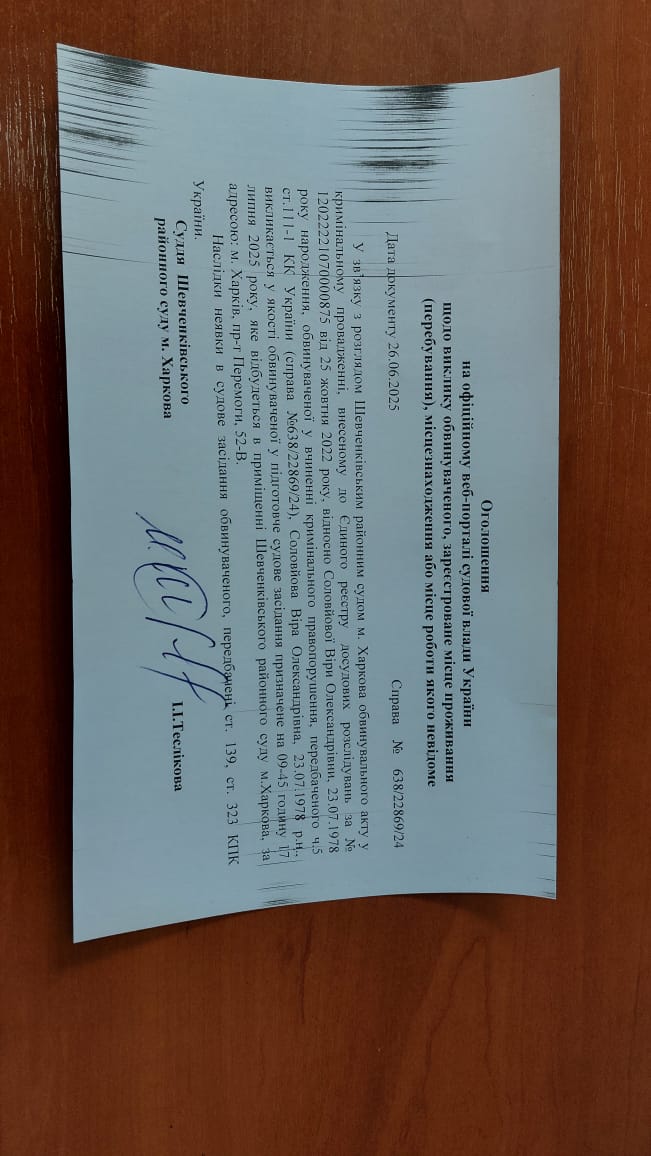 Оголошення
на офіційному веб-порталі судової влади України
щодо виклику обвинуваченого, зареєстроване місце проживання
(перебування), місцезнаходження або місце роботи якого невідоме
Дата документу 26.06.2025 Справа № 638/22869/24
У зв'язку з розглядом Шевченківським районним судом м. Харкова обвинувального акту у
кримінальному провадженні, внесеному до Єдиного реєстру досудових розслідувань за №
12022221070000875 від 25 жовтня 2022 року, відносно Соловйової Віри Олександрівни, 23.07.1978
року народження, обвинуваченої у вчиненні кримінального правопорушення, передбаченого ч.5
ст.111-1 КК України (справа №638/22869/24), Соловйова Віра Олександрівна, 23.07.1978 р.н.,
викликається у якості обвинуваченої у підготовче судове засідання призначене на 09-45 годину 17
липня 2025 року, яке відбудеться в приміщенні Шевченківського районного суду м.Харкова, за
адресою: м. Харків, пр-т Перемоги, 52-В.
Наслідки неявки в судове засідання обвинуваченого, передбачені ст. 139, ст. 323 КПК
України.
Суддя Шевченківського
районного суду м. Харкова І.І.Теслікова